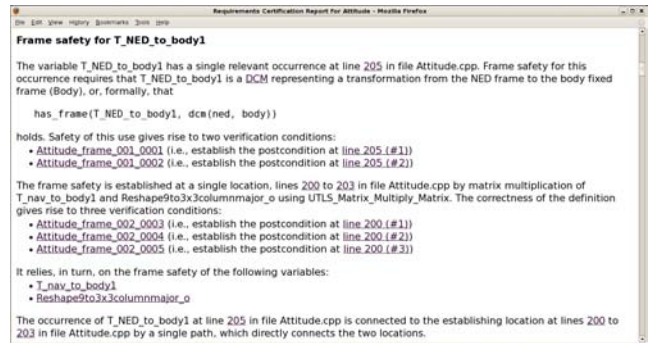 Requirements Certification Report for Attitude - Mozilla Firefox
File Edit View History Bookmarks Tools Help
Frame safety for T_NED_to_body1
The variable T_NED_to_body1 has a single relevant occurrence at line 205 in file Attitude.cpp. Frame safety for this
occurrence requires that T_NED_to_body1 is a DCM representing a transformation from the NED frame to the body fixed
frame (Body), or, formally, that
has_frame(T_NED_to_body1, dcm(ned, body))
holds. Safety of this use gives rise to two verification conditions:
• Attitude_frame_001_0001 (i.e., establish the postcondition at line 205 (#1))
• Attitude_frame_001_0002 (i.e., establish the postcondition at line 205 (#2))
The frame safety is established at a single location, lines 200 to 203 in file Attitude.cpp by matrix multiplication of
T_nav_to_body1 and Reshape9to3x3columnmajor_o using UTLS_Matrix_Multiply_Matrix. The correctness of the definition
gives rise to three verification conditions:
• Attitude_frame_002_0003 (i.e., establish the postcondition at line 200 (#1))
• Attitude_frame_002_0004 (i.e., establish the postcondition at line 200 (#2))
• Attitude_frame_002_0005 (i.e., establish the postcondition at line 200 (#3))
It relies, in turn, on the frame safety of the following variables:
• T_nav_to_body1
• Reshape9to3x3columnmajor_o
The occurrence of T_NED_to_body1 at line 205 in file Attitude.cpp is connected to the establishing location at lines 200 to
203 in file Attitude.cpp by a single path, which directly connects the two locations.